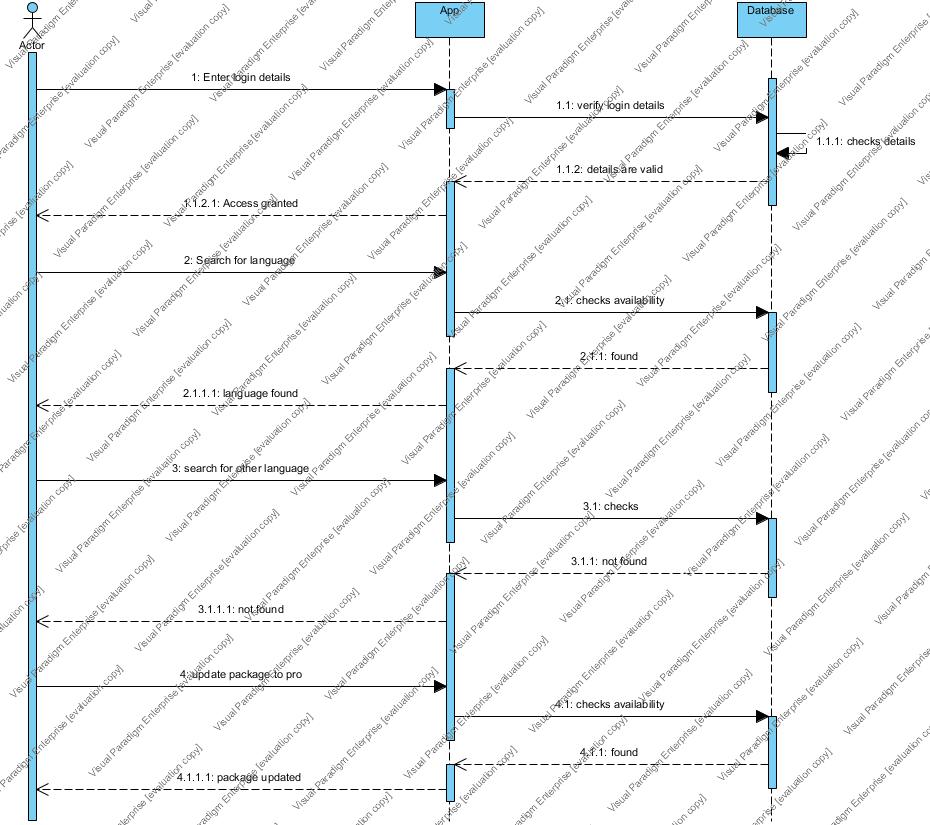 App
Database
Actor
1: Enter login details
1.1: verify login details
1.1.1: checks details
1.1.2: details are valid
1.1.2.1: Access granted
2: Search for language
2.1: checks availability
2.1.1: found
2.1.1.1: language found
3: search for other language
3.1: checks
3.1.1: not found
3.1.1.1: not found
4: update package to pro
4.1: checks availability
4.1.1: found
4.1.1.1: package updated
Visual Paradigm Enterprise [evaluation copy]